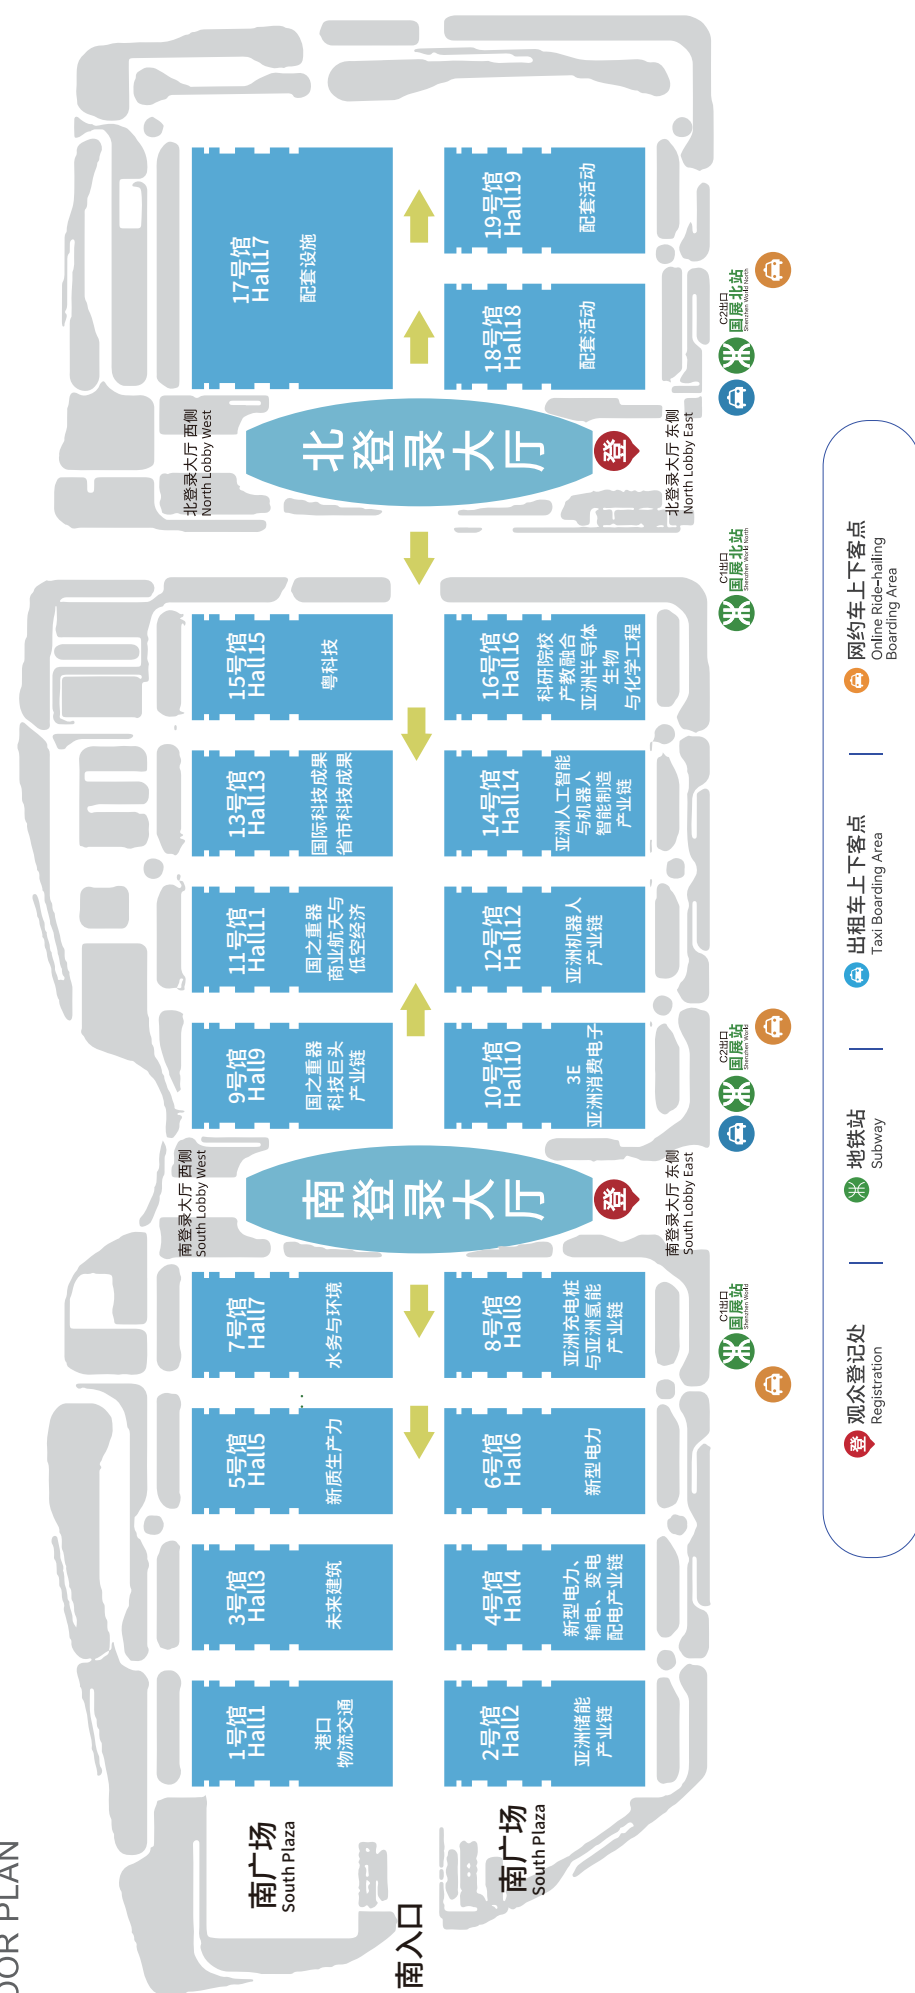 17号馆
Hall17
配套设施
19号馆
Hall19
配套活动
18号馆
Hall18
配套活动
C2出口
国展北站
Shenzhen World North
北登录大厅 西侧
North Lobby West
北登录大厅
登
北登录大厅 东侧
North Lobby East
C1出口
国展北站
Shenzhen World North
15号馆
Hall15
粤科技
16号馆
Hall16
科研院校
产教融合
亚洲半导体
生物
与化学工程
13号馆
Hall13
国际科技成果
省市科技成果
14号馆
Hall14
亚洲人工智能
与机器人
智能制造
产业链
11号馆
Hall11
国之重器
商业航天与
低空经济
12号馆
Hall12
亚洲机器人
产业链
9号馆
Hall9
国之重器
科技巨头
产业链
10号馆
Hall10
3E
亚洲消费电子
C2出口
国展站
Shenzhen World
南登录大厅 西侧
South Lobby West
南登录大厅
登
南登录大厅 东侧
South Lobby East
7号馆
Hall7
水务与环境
8号馆
Hall8
亚洲充电桩
与亚洲氢能
产业链
C1出口
国展站
Shenzhen World
5号馆
Hall5
新质生产力
6号馆
Hall6
新型电力
3号馆
Hall3
未来建筑
4号馆
Hall4
新型电力、
输电、变电
配电产业链
1号馆
Hall1
港口
物流交通
2号馆
Hall2
亚洲储能
产业链
南广场
South Plaza
南广场
South Plaza
南入口
OOR PLAN
登 观众登记处
Registration
地铁站
Subway
出租车上下客点
Taxi Boarding Area
网约车上下客点
Online Ride-hailing
Boarding Area